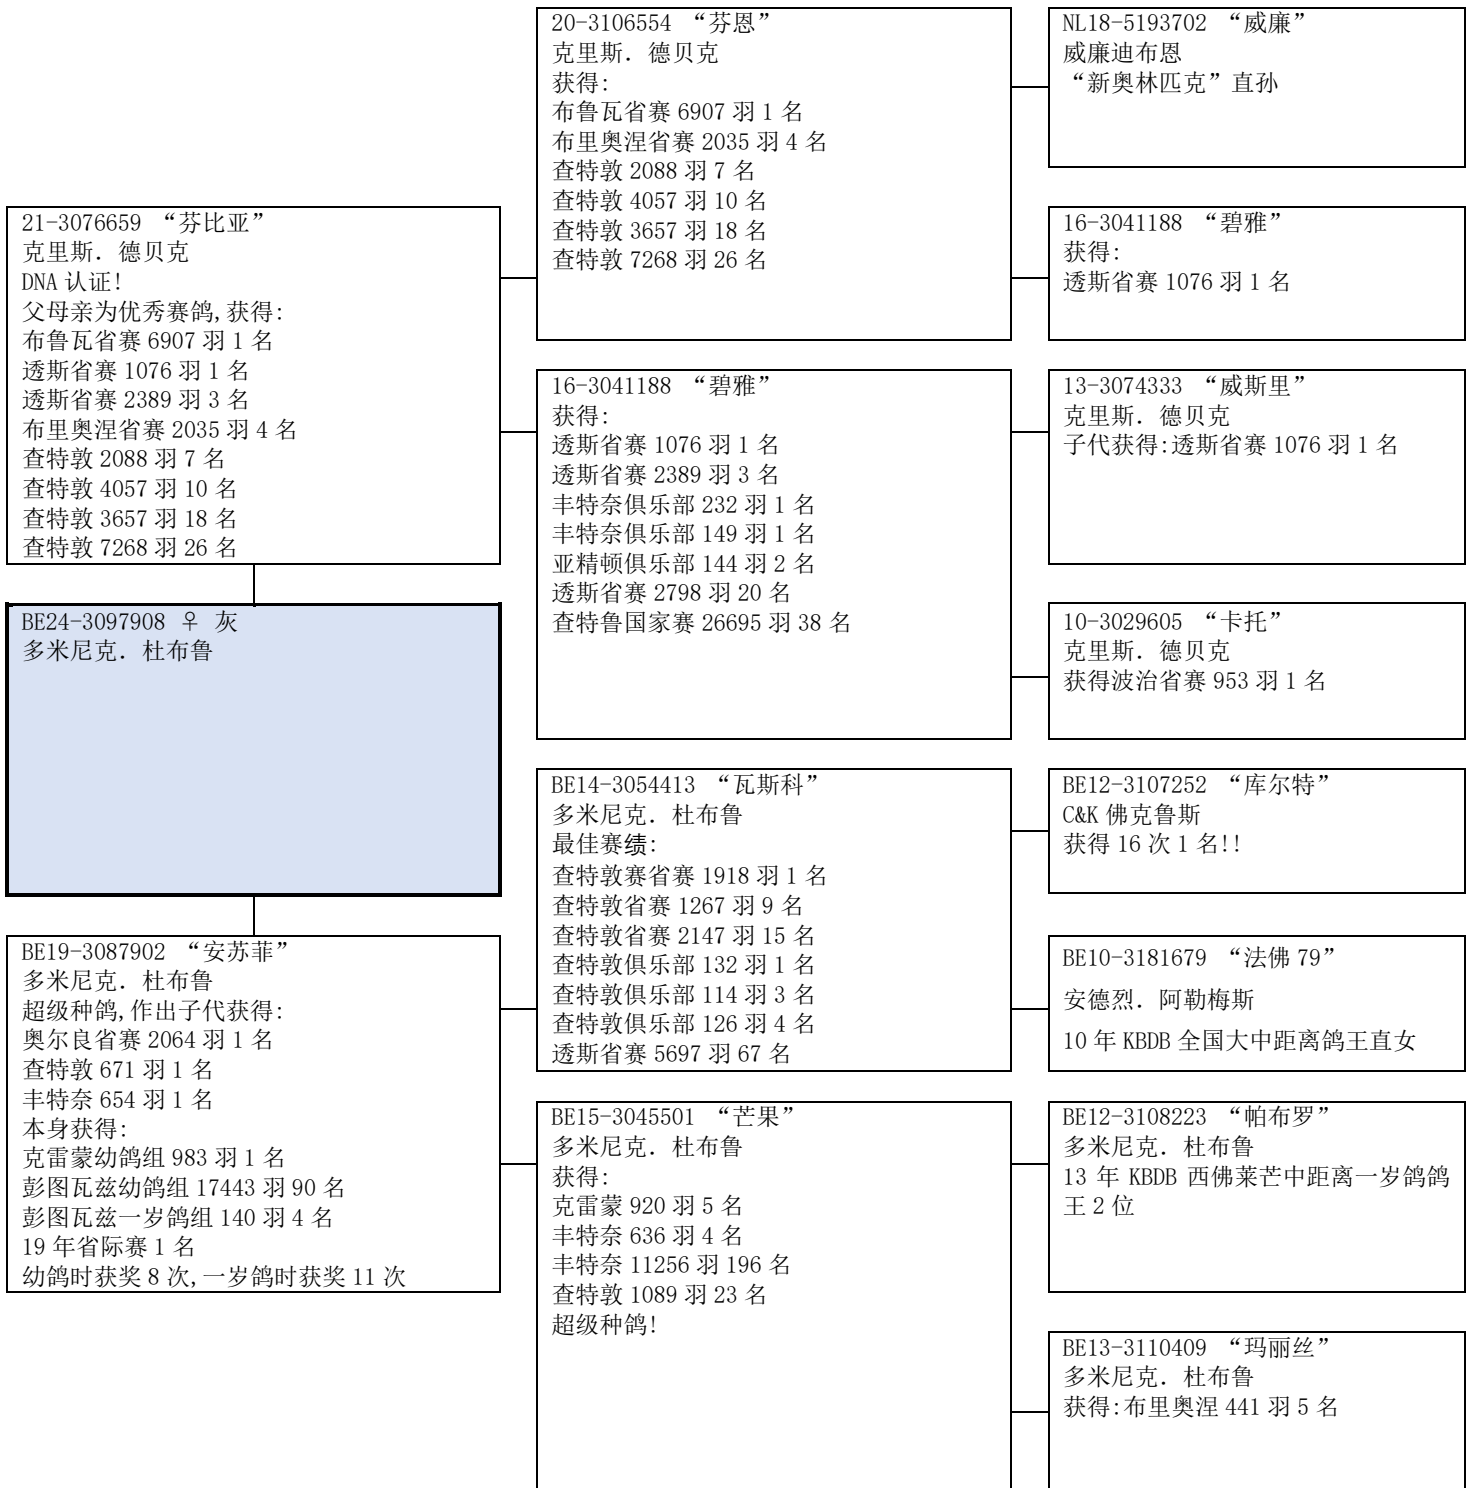 21-3076659 “芬比亚”
克里斯．德贝克
DNA 认证!
父母亲为优秀赛鸽,获得:
布鲁瓦省赛 6907 羽 1 名
透斯省赛 1076 羽 1 名
透斯省赛 2389 羽 3 名
布里奥涅省赛 2035 羽 4 名
查特敦 2088 羽 7 名
查特敦 4057 羽 10 名
查特敦 3657 羽 18 名
查特敦 7268 羽 26 名
BE24-3097908 ♀ 灰
多米尼克．杜布鲁
BE19-3087902 “安苏菲”
多米尼克．杜布鲁
超级种鸽,作出子代获得:
奥尔良省赛 2064 羽 1 名
查特敦 671 羽 1 名
丰特奈 654 羽 1 名
本身获得:
克雷蒙幼鸽组 983 羽 1 名
彭图瓦兹幼鸽组 17443 羽 90 名
彭图瓦兹一岁鸽组 140 羽 4 名
19 年省际赛 1 名
幼鸽时获奖 8 次,一岁鸽时获奖 11 次
20-3106554 “芬恩”
克里斯．德贝克
获得:
布鲁瓦省赛 6907 羽 1 名
布里奥涅省赛 2035 羽 4 名
查特敦 2088 羽 7 名
查特敦 4057 羽 10 名
查特敦 3657 羽 18 名
查特敦 7268 羽 26 名
16-3041188 “碧雅”
获得:
透斯省赛 1076 羽 1 名
透斯省赛 2389 羽 3 名
丰特奈俱乐部 232 羽 1 名
丰特奈俱乐部 149 羽 1 名
亚精顿俱乐部 144 羽 2 名
透斯省赛 2798 羽 20 名
查特鲁国家赛 26695 羽 38 名
BE14-3054413 “瓦斯科”
多米尼克．杜布鲁
最佳赛绩:
查特敦赛省赛 1918 羽 1 名
查特敦省赛 1267 羽 9 名
查特敦省赛 2147 羽 15 名
查特敦俱乐部 132 羽 1 名
查特敦俱乐部 114 羽 3 名
查特敦俱乐部 126 羽 4 名
透斯省赛 5697 羽 67 名
BE15-3045501 “芒果”
多米尼克．杜布鲁
获得:
克雷蒙 920 羽 5 名
丰特奈 636 羽 4 名
丰特奈 11256 羽 196 名
查特敦 1089 羽 23 名
超级种鸽!
NL18-5193702 “威廉”
威廉迪布恩
“新奥林匹克”直孙
16-3041188 “碧雅”
获得:
透斯省赛 1076 羽 1 名
13-3074333 “威斯里”
克里斯．德贝克
子代获得:透斯省赛 1076 羽 1 名
10-3029605 “卡托”
克里斯．德贝克
获得波治省赛 953 羽 1 名
BE12-3107252 “库尔特”
C&K 佛克鲁斯
获得 16 次 1 名!!
BE10-3181679 “法佛 79”
安德烈．阿勒梅斯
10 年 KBDB 全国大中距离鸽王直女
BE12-3108223 “帕布罗”
多米尼克．杜布鲁
13 年 KBDB 西佛莱芒中距离一岁鸽鸽
王 2 位
BE13-3110409 “玛丽丝”
多米尼克．杜布鲁
获得:布里奥涅 441 羽 5 名